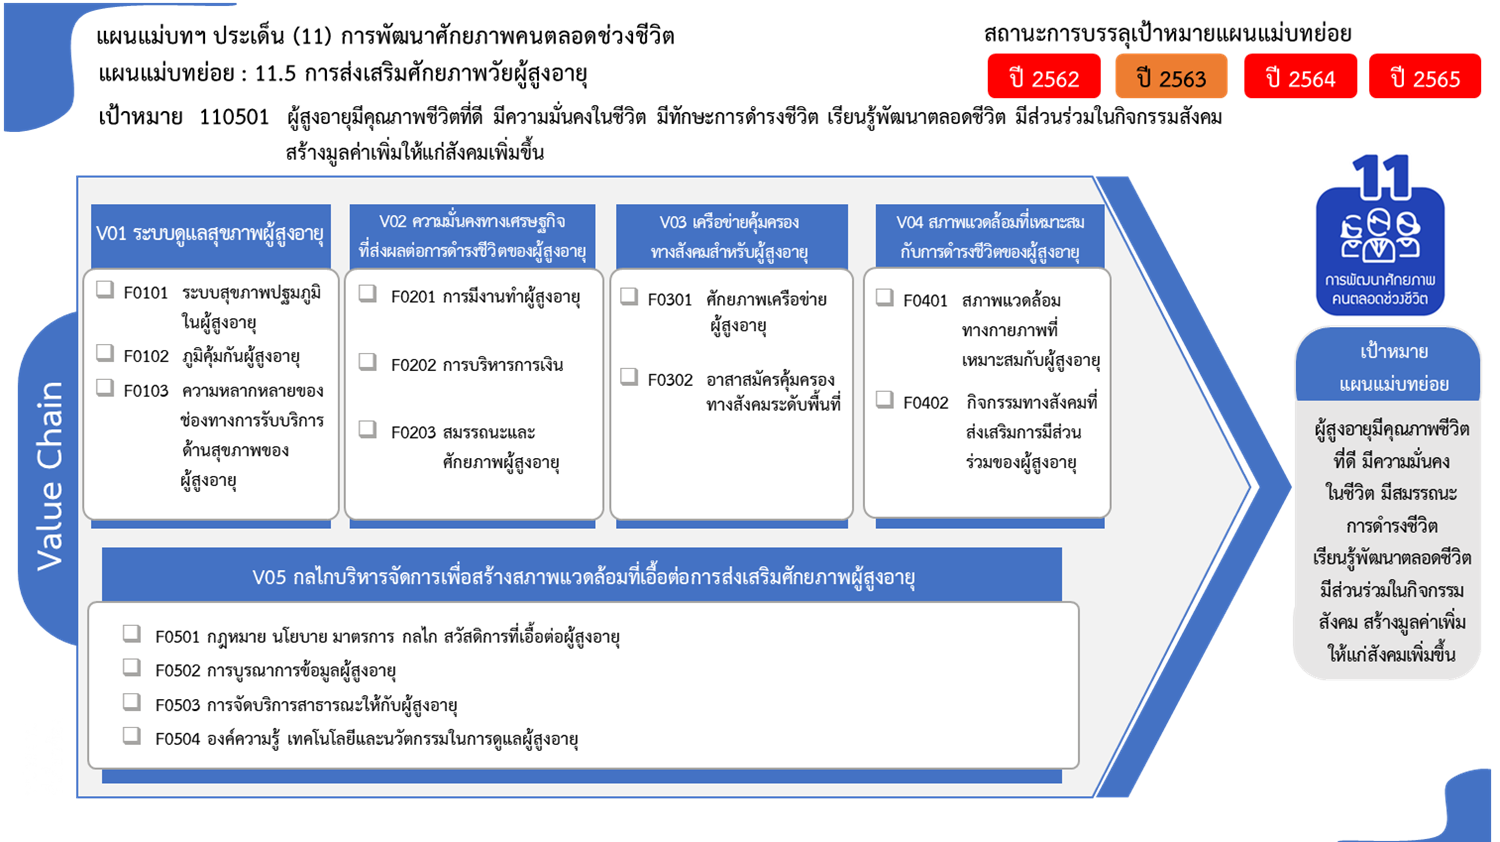 แผนแม่บทฯ ประเด็น (11) การพัฒนาศักยภาพคนตลอดช่วงชีวิต
แผนแม่บทย่อย : 11.5 การส่งเสริมศักยภาพวัยผู้สูงอายุ
สถานะการบรรลุเป้าหมายแผนแม่บทย่อย
ปี 2562
ปี 2563
ปี 2564
ปี 2565
เป้าหมาย 110501 ผู้สูงอายุมีคุณภาพชีวิตที่ดี มีความมั่นคงในชีวิต มีทักษะการดำรงชีวิต เรียนรู้พัฒนาตลอดชีวิต มีส่วนร่วมในกิจกรรมสังคม
สร้างมูลค่าเพิ่มให้แก่สังคมเพิ่มขึ้น
Value Chain
V01 ระบบดูแลสุขภาพผู้สูงอายุ
F0101 ระบบสุขภาพปฐมภูมิ
ในผู้สูงอายุ
F0102 ภูมิคุ้มกันผู้สูงอายุ
F0103 ความหลากหลายของ
ช่องทางการรับบริการ
ด้านสุขภาพของ
ผู้สูงอายุ
V02 ความมั่นคงทางเศรษฐกิจ
ที่ส่งผลต่อการดำรงชีวิตของผู้สูงอายุ
F0201 การมีงานทำผู้สูงอายุ
F0202 การบริหารการเงิน
F0203 สมรรถนะและ
ศักยภาพผู้สูงอายุ
V03 เครือข่ายคุ้มครอง
ทางสังคมสำหรับผู้สูงอายุ
F0301 ศักยภาพเครือข่าย
ผู้สูงอายุ
F0302 อาสาสมัครคุ้มครอง
ทางสังคมระดับพื้นที่
V04 สภาพแวดล้อมที่เหมาะสม
กับการดำรงชีวิตของผู้สูงอายุ
F0401 สภาพแวดล้อม
ทางกายภาพที่
เหมาะสมกับผู้สูงอายุ
F0402 กิจกรรมทางสังคมที่
ส่งเสริมการมีส่วน
ร่วมของผู้สูงอายุ
V05 กลไกบริหารจัดการเพื่อสร้างสภาพแวดล้อมที่เอื้อต่อการส่งเสริมศักยภาพผู้สูงอายุ
F0501 กฎหมาย นโยบาย มาตรการ กลไก สวัสดิการที่เอื้อต่อผู้สูงอายุ
F0502 การบูรณาการข้อมูลผู้สูงอายุ
F0503 การจัดบริการสาธารณะให้กับผู้สูงอายุ
F0504 องค์ความรู้ เทคโนโลยีและนวัตกรรมในการดูแลผู้สูงอายุ
11
การพัฒนาศักยภาพ
คนตลอดช่วงชีวิต
เป้าหมาย
แผนแม่บทย่อย
ผู้สูงอายุมีคุณภาพชีวิต
ที่ดี มีความมั่นคง
ในชีวิต มีสมรรถนะ
การดำรงชีวิต
เรียนรู้พัฒนาตลอดชีวิต
มีส่วนร่วมในกิจกรรม
สังคม สร้างมูลค่าเพิ่ม
ให้แก่สังคมเพิ่มขึ้น